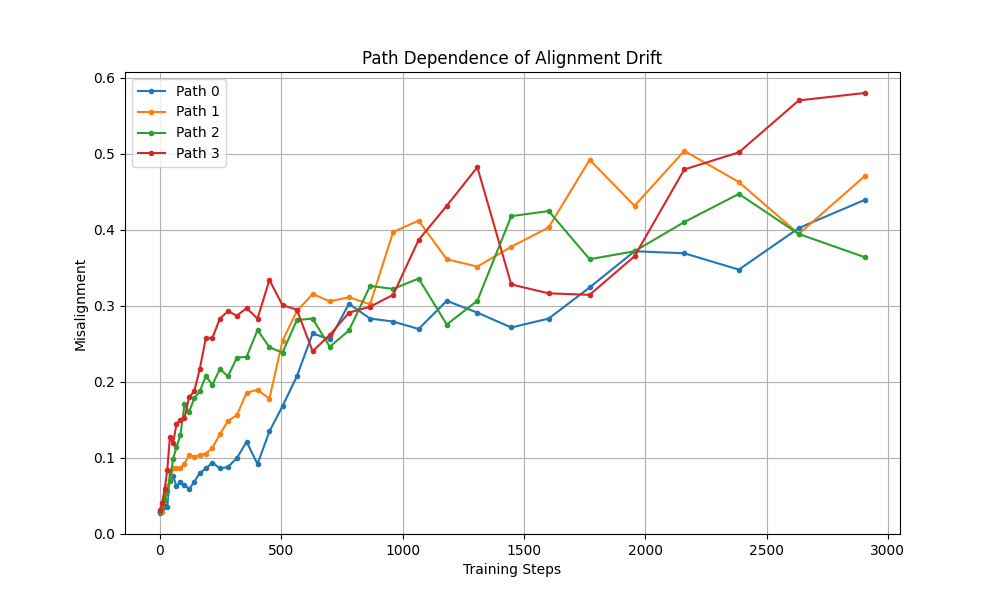 Path Dependence of Alignment Drift
0.6
0.5
0.4
0.3
0.2
0.1
0.0
Misalignment
Path 0
Path 1
Path 2
Path 3
0 500 1000 1500 2000 2500 3000
Training Steps